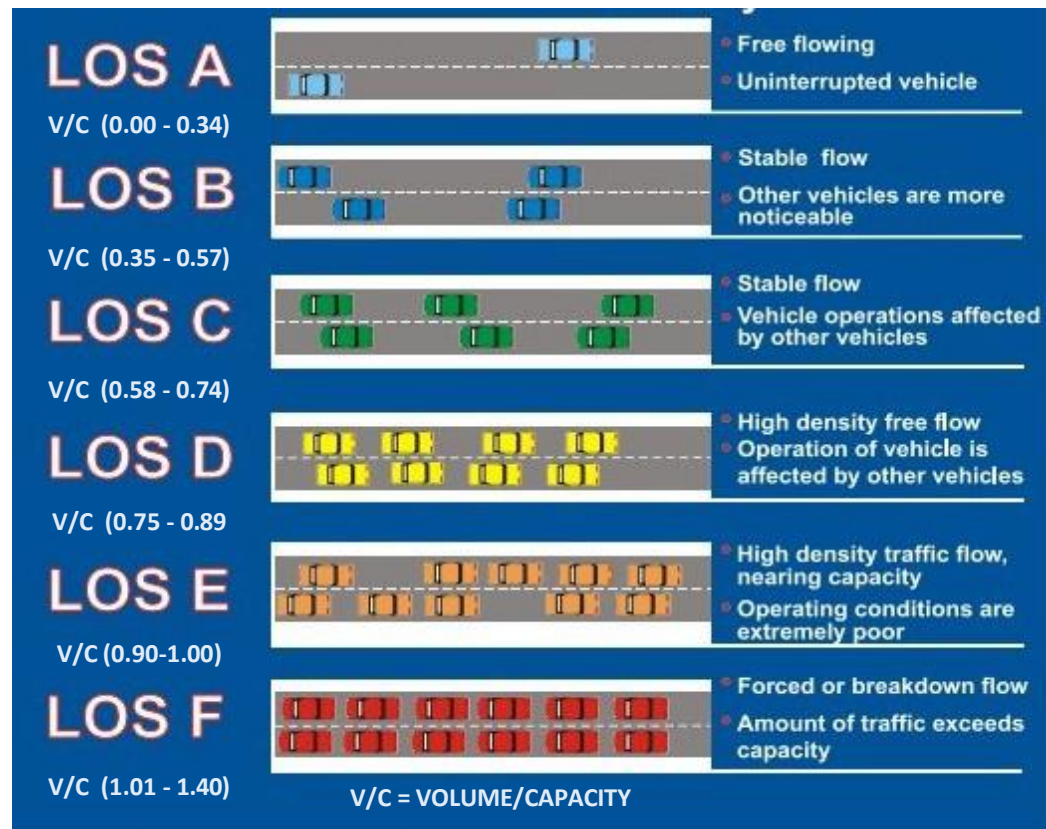 LOS A
V/C (0.00 - 0.34)
Free flowing
Uninterrupted vehicle
LOS B
V/C (0.35 - 0.57)
Stable flow
Other vehicles are more
noticeable
LOS C
V/C (0.58 - 0.74)
Stable flow
Vehicle operations affected
by other vehicles
LOS D
V/C (0.75 - 0.89
High density free flow
Operation of vehicle is
affected by other vehicles
LOS E
V/C (0.90-1.00)
High density traffic flow,
nearing capacity
Operating conditions are
extremely poor
LOS F
V/C (1.01 - 1.40)
Forced or breakdown flow
Amount of traffic exceeds
capacity
V/C = VOLUME/CAPACITY